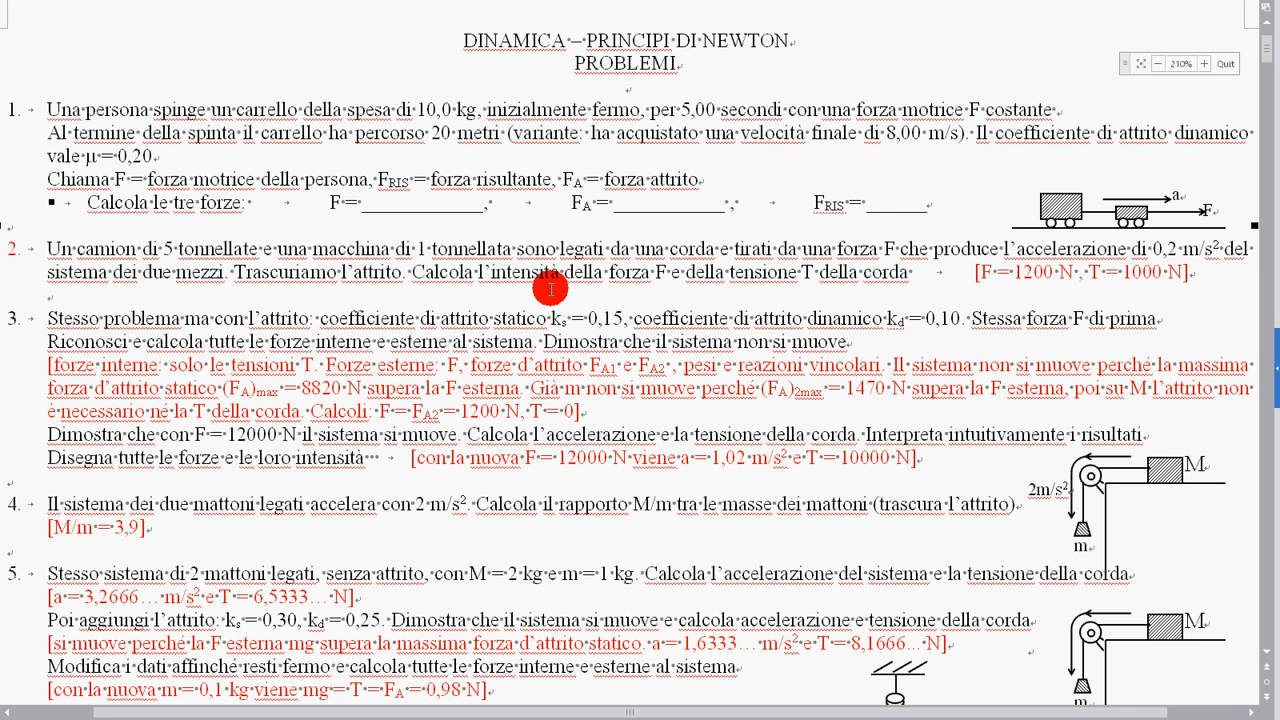 DINAMICA – PRINCIPI DI NEWTON
PROBLEMI
210% Quit
1. Una persona spinge un carrello della spesa di 10,0 kg, inizialmente fermo, per 5,00 secondi con una forza motrice F costante
Al termine della spinta il carrello ha percorso 20 metri (variante: ha acquistato una velocità finale di 8,00 m/s). Il coefficiente di attrito dinamico
vale μ = 0,20
Chiama F = forza motrice della persona, F_RIS = forza risultante, F_A = forza attrito
▪ Calcola le tre forze: F = ___________, F_A = __________ , F_RIS = ______
a
F
2. Un camion di 5 tonnellate e una macchina di 1 tonnellata sono legati da una corda e tirati da una forza F che produce l’accelerazione di 0,2 m/s² del
sistema dei due mezzi. Trascuriamo l’attrito. Calcola l’intensità della forza F e della tensione T della corda [F = 1200 N , T = 1000 N]
3. Stesso problema ma con l’attrito: coefficiente di attrito statico k_s = 0,15, coefficiente di attrito dinamico k_d = 0,10. Stessa forza F di prima
Riconosci e calcola tutte le forze interne e esterne al sistema. Dimostra che il sistema non si muove
[forze interne: solo le tensioni T. Forze esterne: F, forze d’attrito F_A1 e F_A2 , pesi e reazioni vincolari. Il sistema non si muove perché la massima
forza d’attrito statico (F_A)_max = 8820 N supera la F esterna. Già m non si muove perché (F_A)_2max = 1470 N supera la F esterna, poi su M l’attrito non
è necessario né la T della corda. Calcoli: F = F_A2 = 1200 N, T = 0]
Dimostra che con F = 12000 N il sistema si muove. Calcola l’accelerazione e la tensione della corda. Interpreta intuitivamente i risultati
Disegna tutte le forze e le loro intensità [con la nuova F = 12000 N viene a = 1,02 m/s² e T = 10000 N]
M
2m/s²
m
4. Il sistema dei due mattoni legati accelera con 2 m/s². Calcola il rapporto M/m tra le masse dei mattoni (trascura l’attrito)
[M/m = 3,9]
5. Stesso sistema di 2 mattoni legati, senza attrito, con M = 2 kg e m = 1 kg. Calcola l’accelerazione del sistema e la tensione della corda
[a = 3,2666… m/s² e T = 6,5333… N]
Poi aggiungi l’attrito: k_s = 0,30, k_d = 0,25. Dimostra che il sistema si muove e calcola accelerazione e tensione della corda
[si muove perché la F esterna mg supera la massima forza d’attrito statico. a = 1,6333… m/s² e T = 8,1666... N]
Modifica i dati affinché resti fermo e calcola tutte le forze interne e esterne al sistema
[con la nuova m = 0,1 kg viene mg = T = F_A = 0,98 N]
M
m